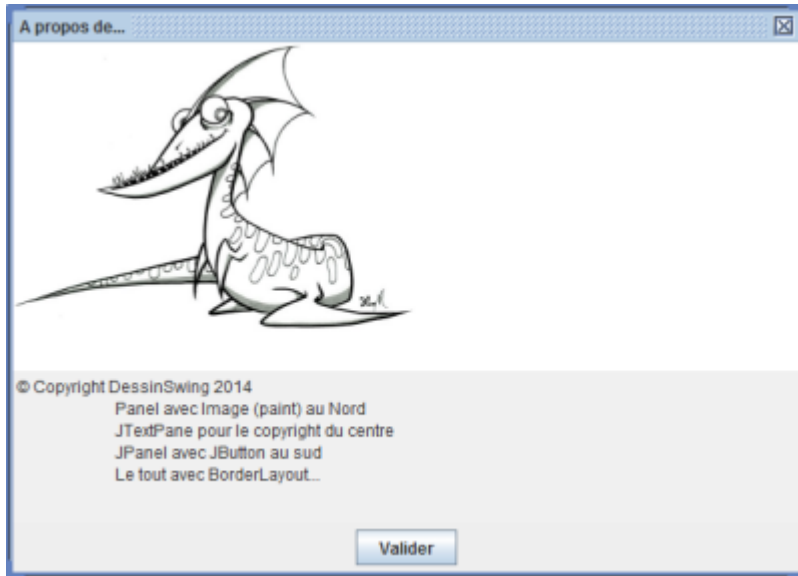 A propos de...
© Copyright DessinSwing 2014
Panel avec Image (paint) au Nord
JTextPane pour le copyright du centre
JPanel avec JButton au sud
Le tout avec BorderLayout...
Valider